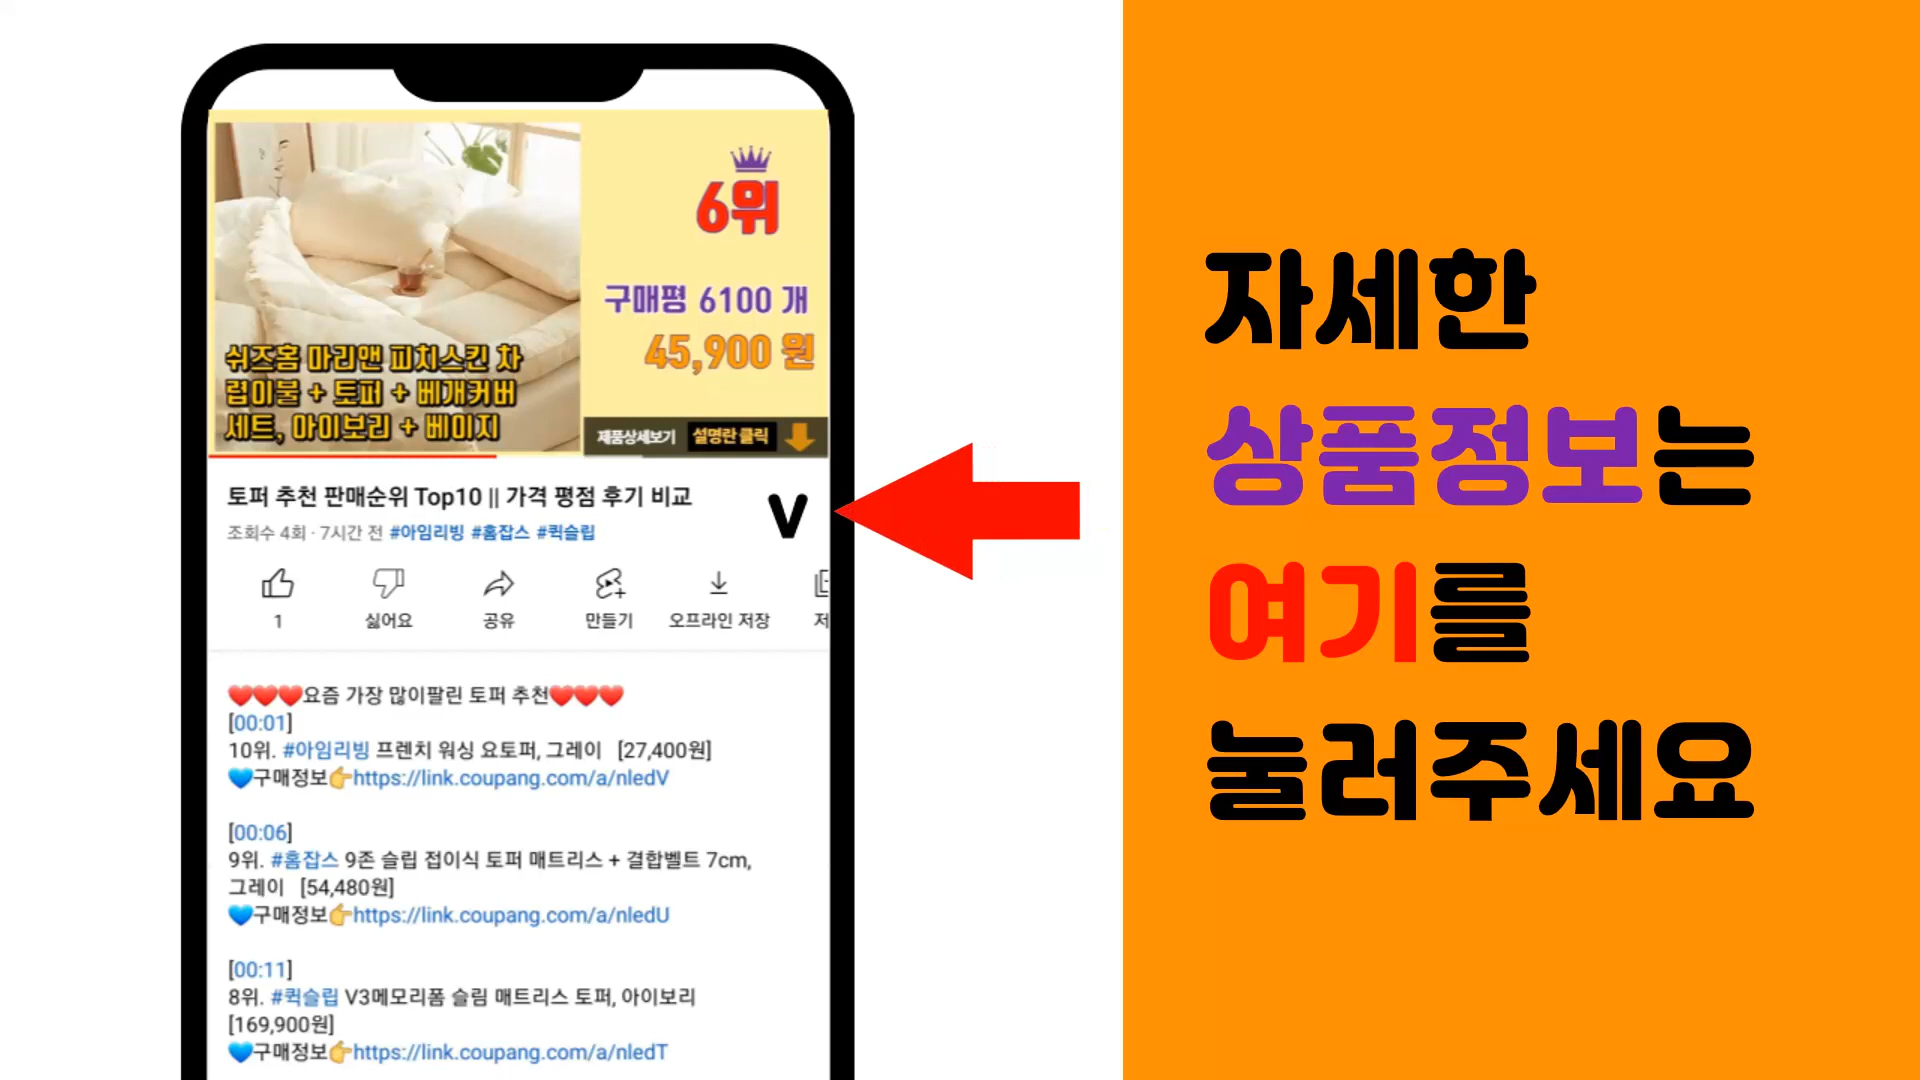 6위
구매평 6100 개
45,900 원
쉬즈홈 마리앤 피치스킨 차
렵이불 + 토퍼 + 베개커버
세트, 아이보리 + 베이지
제품상세보기 설명란 클릭
토퍼 추천 판매순위 Top10 || 가격 평점 후기 비교
V
조회수 4회 · 7시간 전 #아임리빙 #홈잡스 #퀵슬립
1 싫어요 공유 만들기 오프라인 저장 저
❤️❤️❤️요즘 가장 많이팔린 토퍼 추천❤️❤️❤️
[00:01]
10위. #아임리빙 프렌치 워싱 요토퍼, 그레이 [27,400원]
💙구매정보👉https://link.coupang.com/a/nledV
[00:06]
9위. #홈잡스 9존 슬립 접이식 토퍼 매트리스 + 결합벨트 7cm,
그레이 [54,480원]
💙구매정보👉https://link.coupang.com/a/nledU
[00:11]
8위. #퀵슬립 V3메모리폼 슬림 매트리스 토퍼, 아이보리
[169,900원]
💙구매정보👉https://link.coupang.com/a/nledT
자세한
상품정보는
여기를
눌러주세요